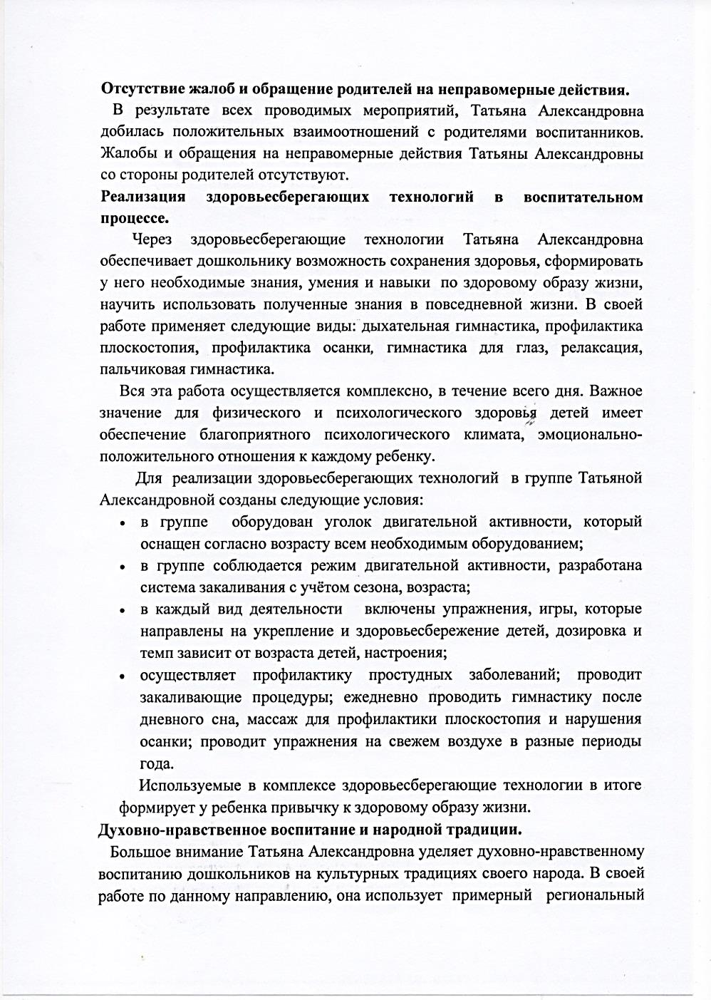 Отсутствие жалоб и обращение родителей на неправомерные действия.
В результате всех проводимых мероприятий, Татьяна Александровна
добилась положительных взаимоотношений с родителями воспитанников.
Жалобы и обращения на неправомерные действия Татьяны Александровны
со стороны родителей отсутствуют.
Реализация здоровьесберегающих технологий в воспитательном
процессе.
Через здоровьесберегающие технологии Татьяна Александровна
обеспечивает дошкольнику возможность сохранения здоровья, сформировать
у него необходимые знания, умения и навыки по здоровому образу жизни,
научить использовать полученные знания в повседневной жизни. В своей
работе применяет следующие виды: дыхательная гимнастика, профилактика
плоскостопия, профилактика осанки, гимнастика для глаз, релаксация,
пальчиковая гимнастика.
Вся эта работа осуществляется комплексно, в течение всего дня. Важное
значение для физического и психологического здоровья детей имеет
обеспечение благоприятного психологического климата, эмоционально-
положительного отношения к каждому ребенку.
Для реализации здоровьесберегающих технологий в группе Татьяной
Александровной созданы следующие условия:
• в группе оборудован уголок двигательной активности, который
оснащен согласно возрасту всем необходимым оборудованием;
• в группе соблюдается режим двигательной активности, разработана
система закаливания с учётом сезона, возраста;
• в каждый вид деятельности включены упражнения, игры, которые
направлены на укрепление и здоровьесбережение детей, дозировка и
темп зависит от возраста детей, настроения;
• осуществляет профилактику простудных заболеваний; проводит
закаливающие процедуры; ежедневно проводить гимнастику после
дневного сна, массаж для профилактики плоскостопия и нарушения
осанки; проводит упражнения на свежем воздухе в разные периоды
года.
Используемые в комплексе здоровьесберегающие технологии в итоге
формирует у ребенка привычку к здоровому образу жизни.
Духовно-нравственное воспитание и народной традиции.
Большое внимание Татьяна Александровна уделяет духовно-нравственному
воспитанию дошкольников на культурных традициях своего народа. В своей
работе по данному направлению, она использует примерный региональный